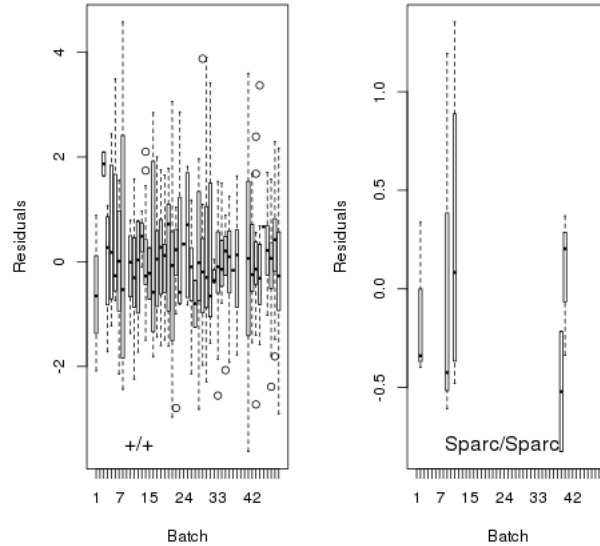 4
2
0
-2
Residuals
+/+
1 7 15 24 33 42
Batch
1.0
0.5
0.0
-0.5
Residuals
Sparc/Sparc
1 7 15 24 33 42
Batch